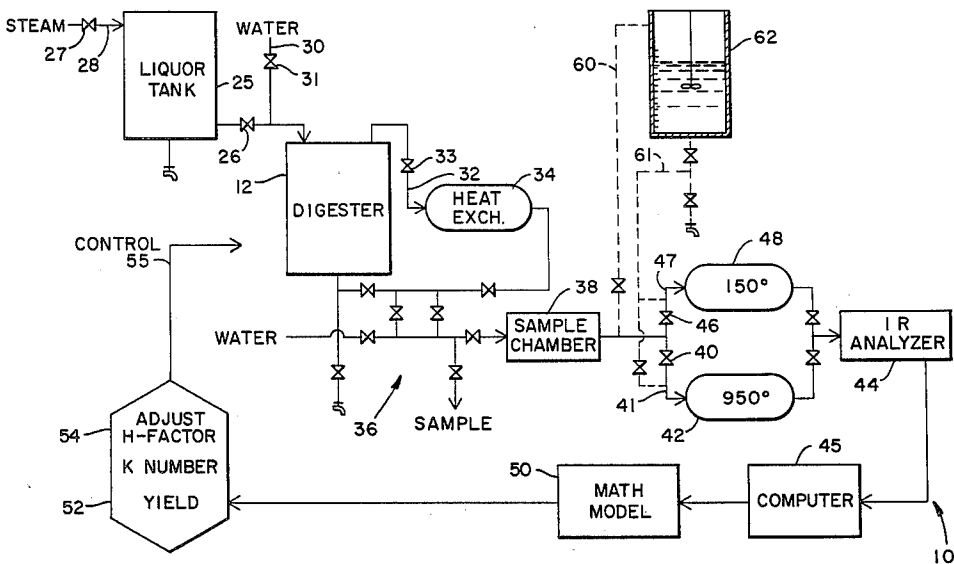 STEAM
27
28
LIQUOR
TANK
25
WATER
30
31
26
60
62
61
12
DIGESTER
33
32
34
HEAT
EXCH.
CONTROL
55
WATER
38
SAMPLE
CHAMBER
47
48
150°
46
40
41
42
950°
I R
ANALYZER
44
36
SAMPLE
54
ADJUST
H-FACTOR
K NUMBER
52
YIELD
50
MATH
MODEL
45
COMPUTER
10